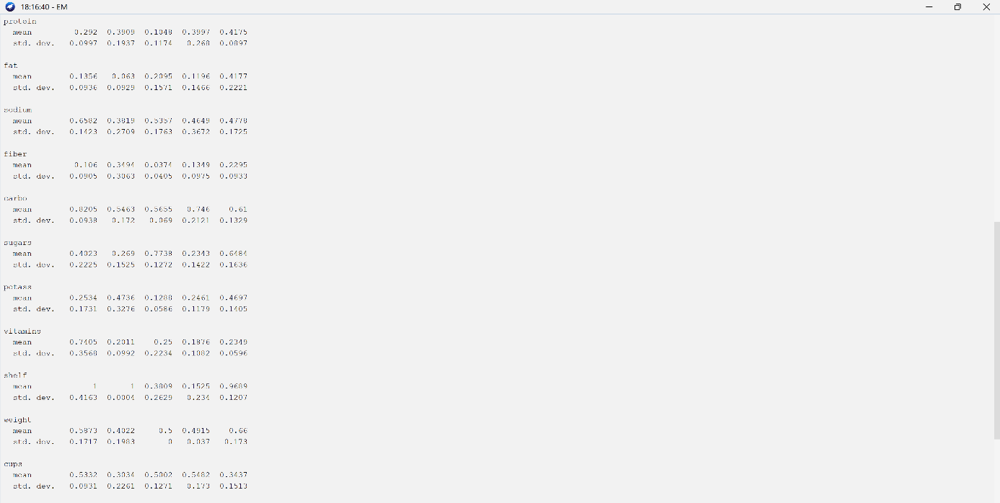 18:16:40 - EM
protein
mean 0.292 0.3909 0.1048 0.3997 0.4175
std. dev. 0.0997 0.1937 0.1174 0.268 0.0897
fat
mean 0.1356 0.063 0.2095 0.1196 0.4177
std. dev. 0.0936 0.0929 0.1571 0.1466 0.2221
sodium
mean 0.6582 0.3819 0.5357 0.4649 0.4778
std. dev. 0.1423 0.2709 0.1763 0.3672 0.1725
fiber
mean 0.106 0.3494 0.0374 0.1349 0.2295
std. dev. 0.0905 0.3063 0.0405 0.0975 0.0933
carbo
mean 0.8205 0.5463 0.5655 0.746 0.61
std. dev. 0.0938 0.172 0.069 0.2121 0.1329
sugars
mean 0.4023 0.269 0.7738 0.2343 0.6484
std. dev. 0.2225 0.1525 0.1272 0.1422 0.1636
potass
mean 0.2534 0.4736 0.1288 0.2461 0.4697
std. dev. 0.1731 0.3276 0.0586 0.1179 0.1405
vitamins
mean 0.7405 0.2011 0.25 0.1876 0.2349
std. dev. 0.3568 0.0992 0.2234 0.1082 0.0596
shelf
mean 1 1 0.3809 0.1525 0.9689
std. dev. 0.4163 0.0004 0.2629 0.234 0.1207
weight
mean 0.5873 0.4022 0.5 0.4915 0.66
std. dev. 0.1717 0.1983 0 0.037 0.173
cups
mean 0.5332 0.3034 0.5002 0.5482 0.3437
std. dev. 0.0931 0.2261 0.1271 0.173 0.1513